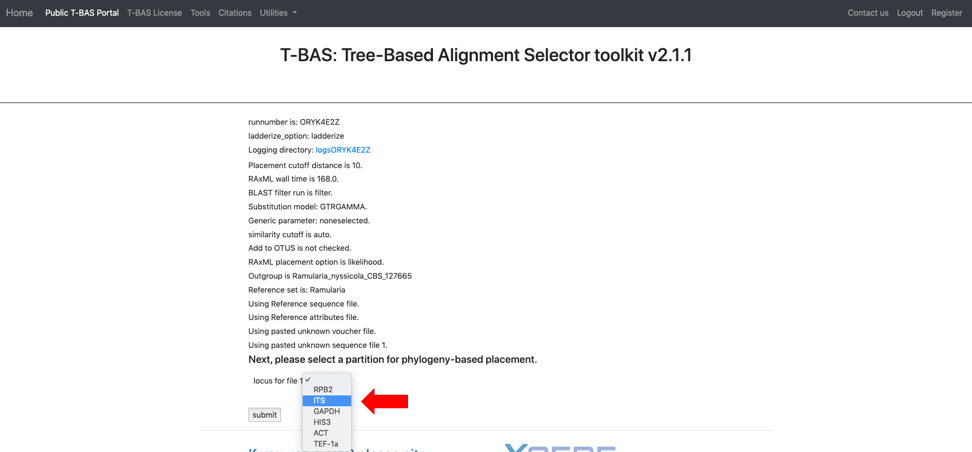 Home Public T-BAS Portal T-BAS License Tools Citations Utilities Contact us Logout Register
T-BAS: Tree-Based Alignment Selector toolkit v2.1.1
runnumber is: ORYK4E2Z
ladderize_option: ladderize
Logging directory: logsORYK4E2Z
Placement cutoff distance is 10.
RAxML wall time is 168.0.
BLAST filter run is filter.
Substitution model: GTRGAMMA.
Generic parameter: noneselected.
similarity cutoff is auto.
Add to OTUS is not checked.
RAxML placement option is likelihood.
Outgroup is Ramularia_nyssicola_CBS_127665
Reference set is: Ramularia
Using Reference sequence file.
Using Reference attributes file.
Using pasted unknown voucher file.
Using pasted unknown sequence file 1.
Next, please select a partition for phylogeny-based placement.
locus for file 1
RPB2
ITS
GAPDH
HIS3
ACT
TEF-1a
submit